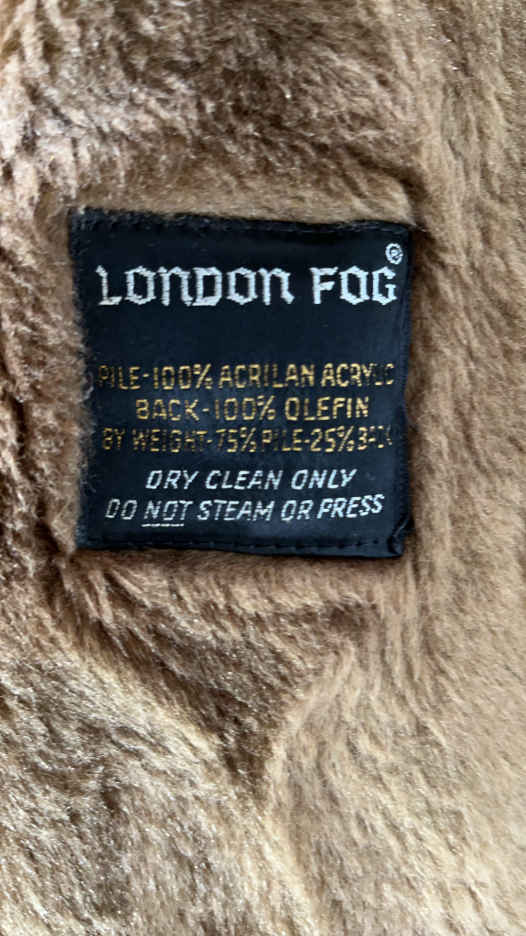 LONDON FOG®
PILE-100% ACRILAN ACRYLIC
BACK-100% OLEFIN
BY WEIGHT-75% PILE-25% BACK
DRY CLEAN ONLY
DO NOT STEAM OR PRESS